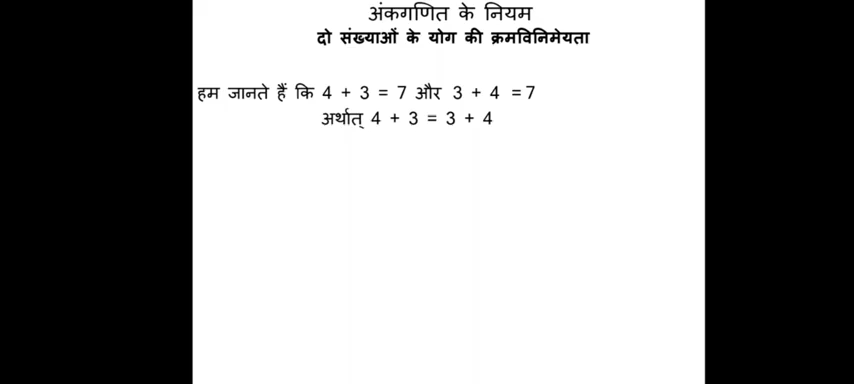 अंकगणित के नियम
दो संख्याओं के योग की क्रमविनिमेयता
हम जानते हैं कि 4 + 3 = 7 और 3 + 4 = 7
अर्थात् 4 + 3 = 3 + 4